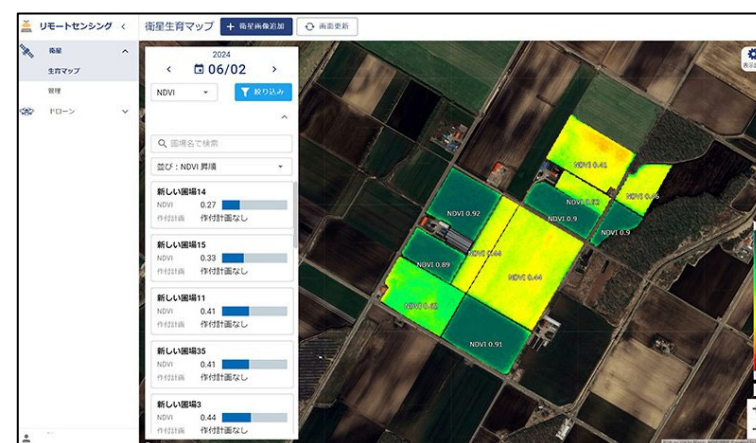 リモートセンシング
衛星
生育マップ
管理
ドローン
衛星生育マップ
+ 衛星画像追加
画面更新
2024
06/02
NDVI
絞り込み
圃場名で検索
並び:NDVI 昇順
新しい圃場14
NDVI 0.27
作付計画 作付計画なし
新しい圃場15
NDVI 0.33
作付計画 作付計画なし
新しい圃場11
NDVI 0.41
作付計画 作付計画なし
新しい圃場35
NDVI 0.41
作付計画 作付計画なし
新しい圃場3
NDVI 0.44
作付計画 作付計画なし
NDVI 0.41
NDVI 0.9
NDVI 0.9
NDVI 0.92
NDVI 0.44
NDVI 0.89
NDVI 0.44
NDVI 0.91